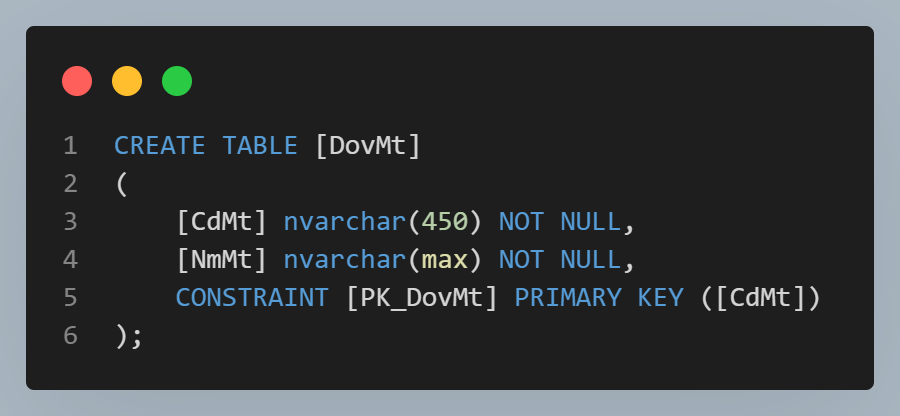 1 CREATE TABLE [DovMt]
2 (
3     [CdMt] nvarchar(450) NOT NULL,
4     [NmMt] nvarchar(max) NOT NULL,
5     CONSTRAINT [PK_DovMt] PRIMARY KEY ([CdMt])
6 );